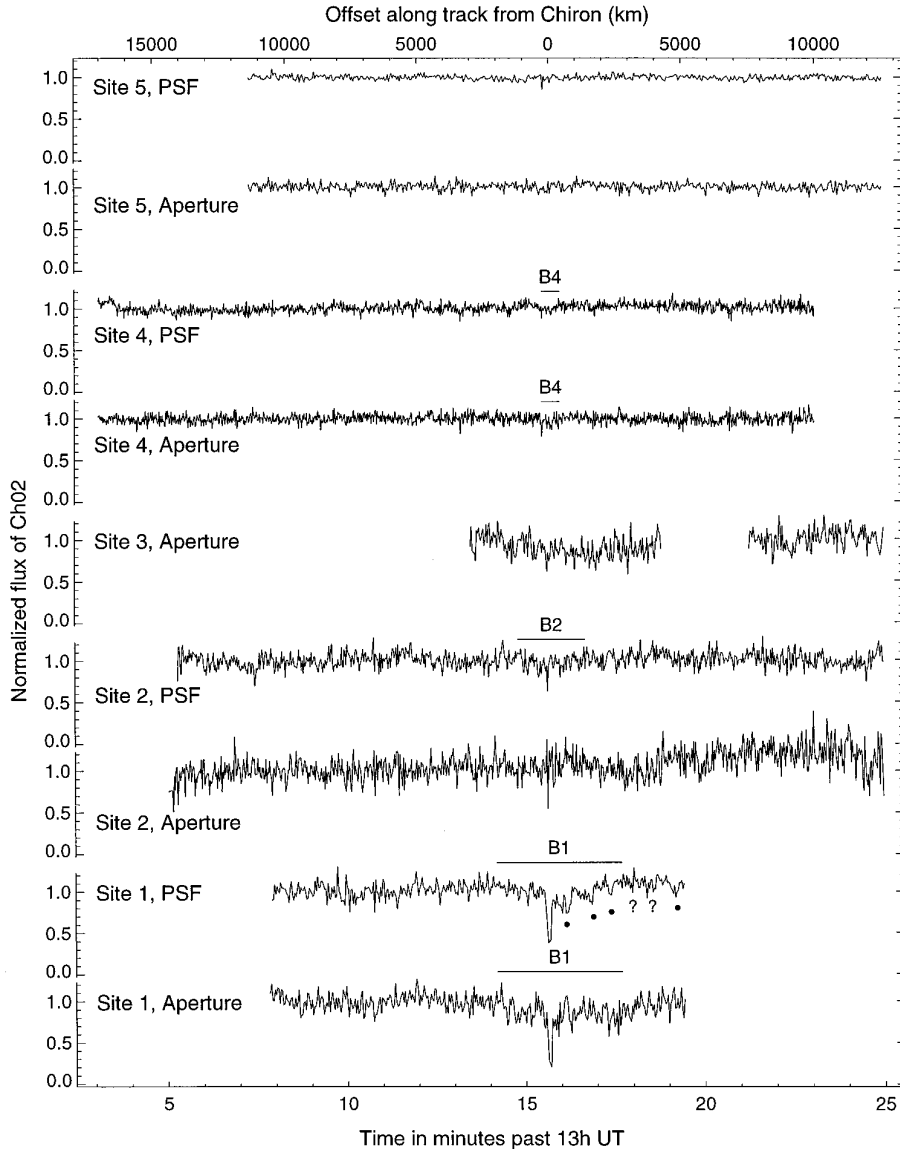 Offset along track from Chiron (km)
15000 10000 5000 0 5000 10000
1.0
Site 5, PSF
0.5
0.0
1.0
Site 5, Aperture
0.5
0.0
B4
1.0
Site 4, PSF
0.5
0.0
B4
1.0
Site 4, Aperture
0.5
0.0
1.0
Site 3, Aperture
0.5
0.0
B2
1.0
Site 2, PSF
0.5
0.0
1.0
0.5
Site 2, Aperture
0.0
B1
1.0
Site 1, PSF
? ?
0.5
0.0
B1
1.0
Site 1, Aperture
0.5
0.0
Normalized flux of Ch02
5 10 15 20 25
Time in minutes past 13h UT